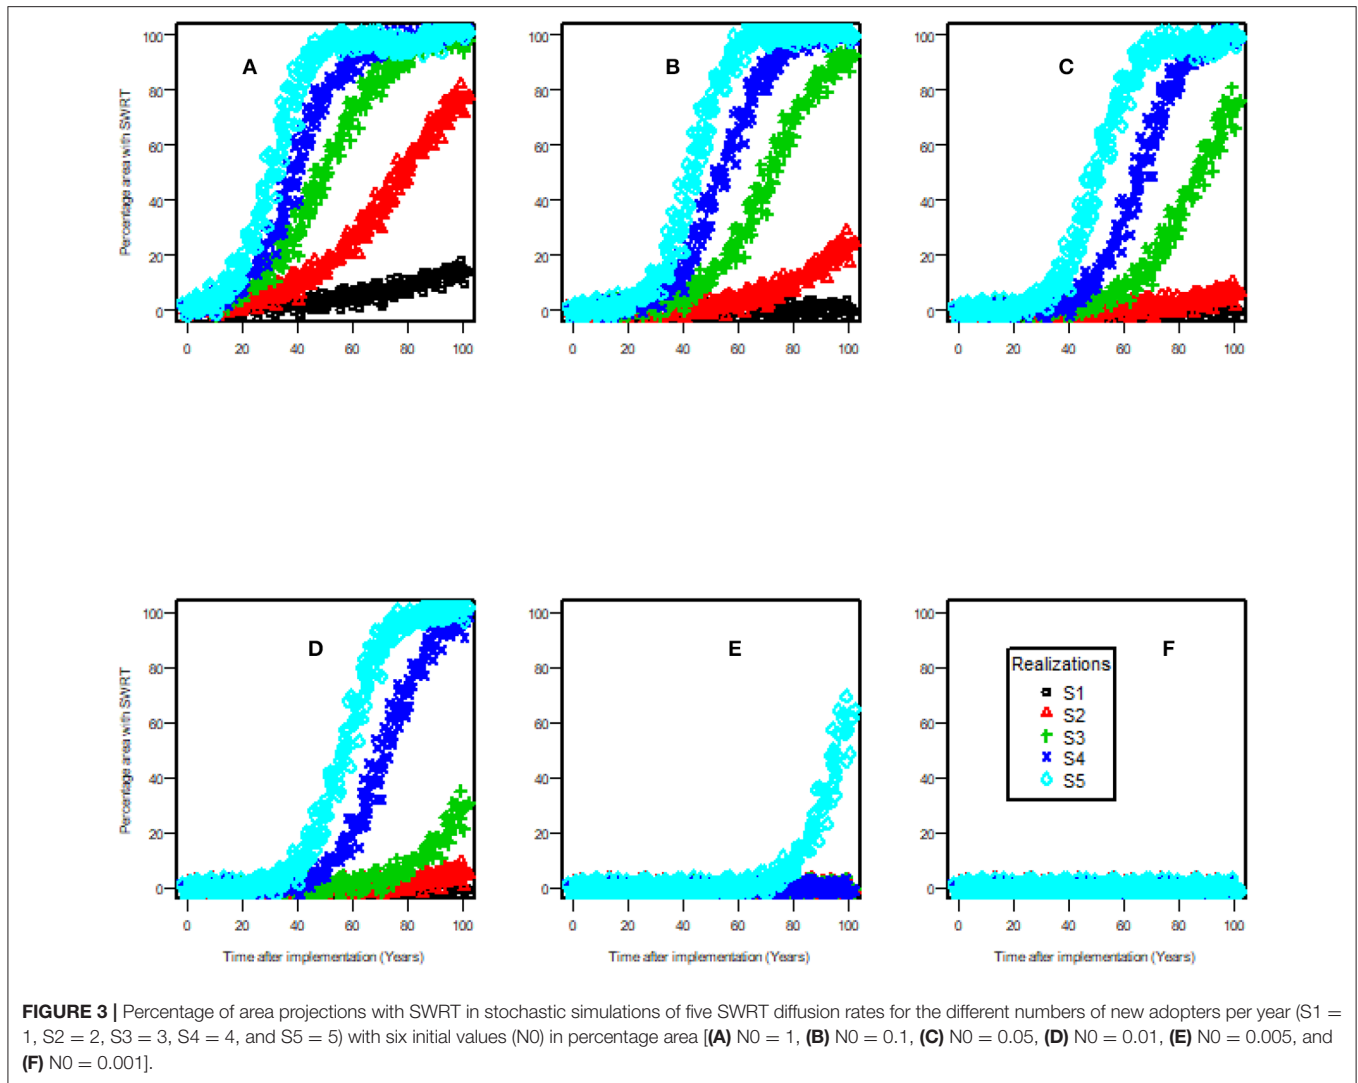 A
B
C
Percentage area with SWRT
100
80
60
40
20
0
0 20 40 60 80 100
100
80
60
40
20
0
0 20 40 60 80 100
100
80
60
40
20
0
0 20 40 60 80 100
D
E
F
Percentage area with SWRT
100
80
60
40
20
0
0 20 40 60 80 100
Time after implementation (Years)
100
80
60
40
20
0
0 20 40 60 80 100
Time after implementation (Years)
100
80
60
40
20
0
Realizations
S1
S2
S3
S4
S5
0 20 40 60 80 100
Time after implementation (Years)
FIGURE 3 | Percentage of area projections with SWRT in stochastic simulations of five SWRT diffusion rates for the different numbers of new adopters per year (S1 =
1, S2 = 2, S3 = 3, S4 = 4, and S5 = 5) with six initial values (N0) in percentage area [(A) N0 = 1, (B) N0 = 0.1, (C) N0 = 0.05, (D) N0 = 0.01, (E) N0 = 0.005, and
(F) N0 = 0.001].